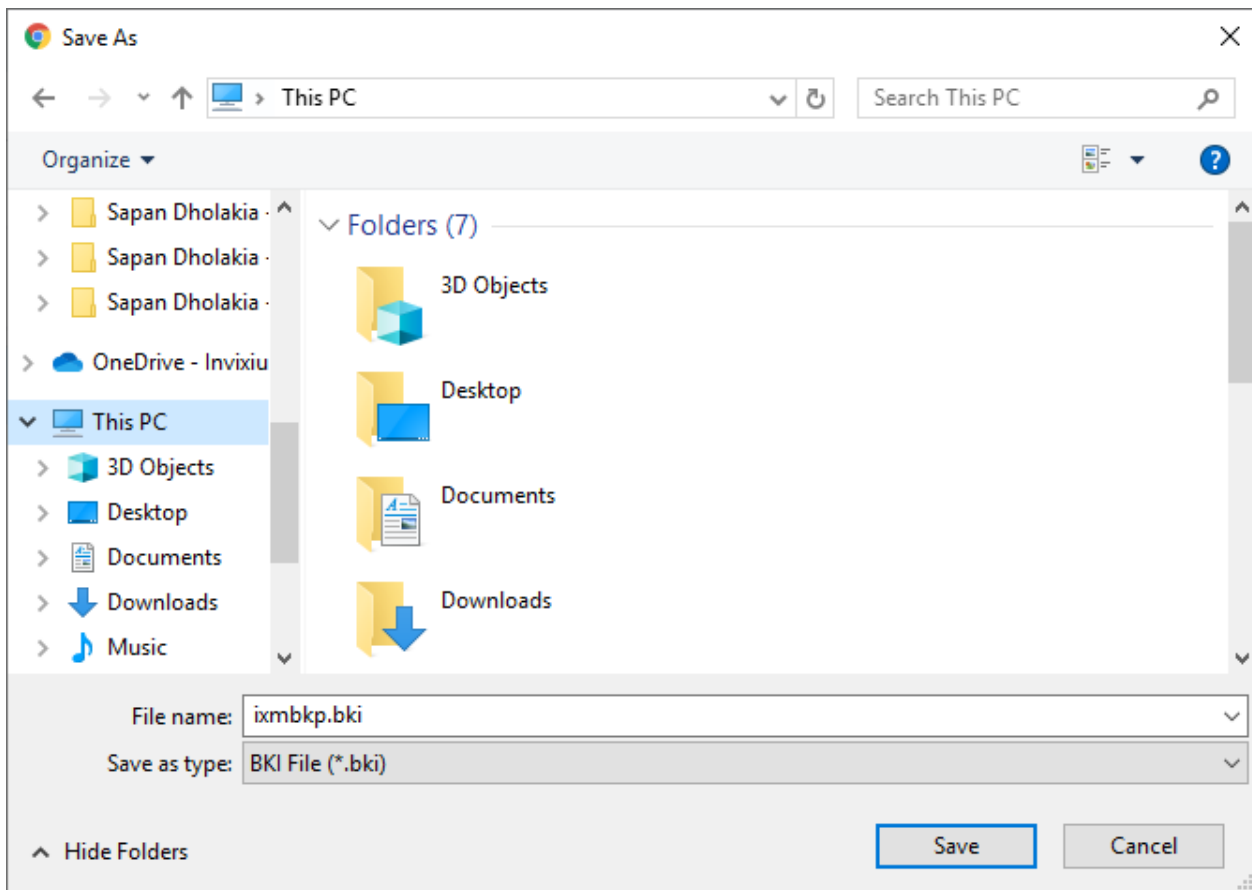 Save As
This PC
Search This PC
Organize
Sapan Dholakia -
Sapan Dholakia -
Sapan Dholakia -
OneDrive - Invixiu
This PC
3D Objects
Desktop
Documents
Downloads
Music
Folders (7)
3D Objects
Desktop
Documents
Downloads
File name: ixmbkp.bki
Save as type: BKI File (*.bki)
Hide Folders
Save Cancel